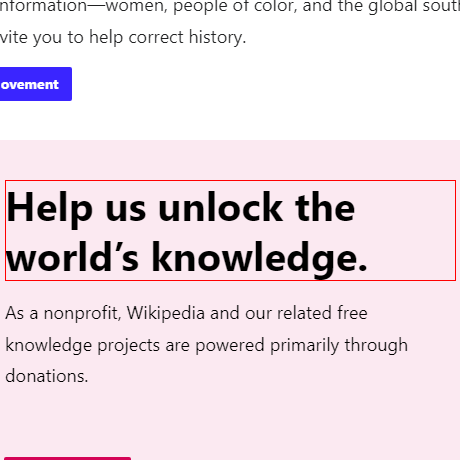 information—women, people of color, and the global south
vite you to help correct history.
ovement
Help us unlock the
world’s knowledge.
As a nonprofit, Wikipedia and our related free
knowledge projects are powered primarily through
donations.